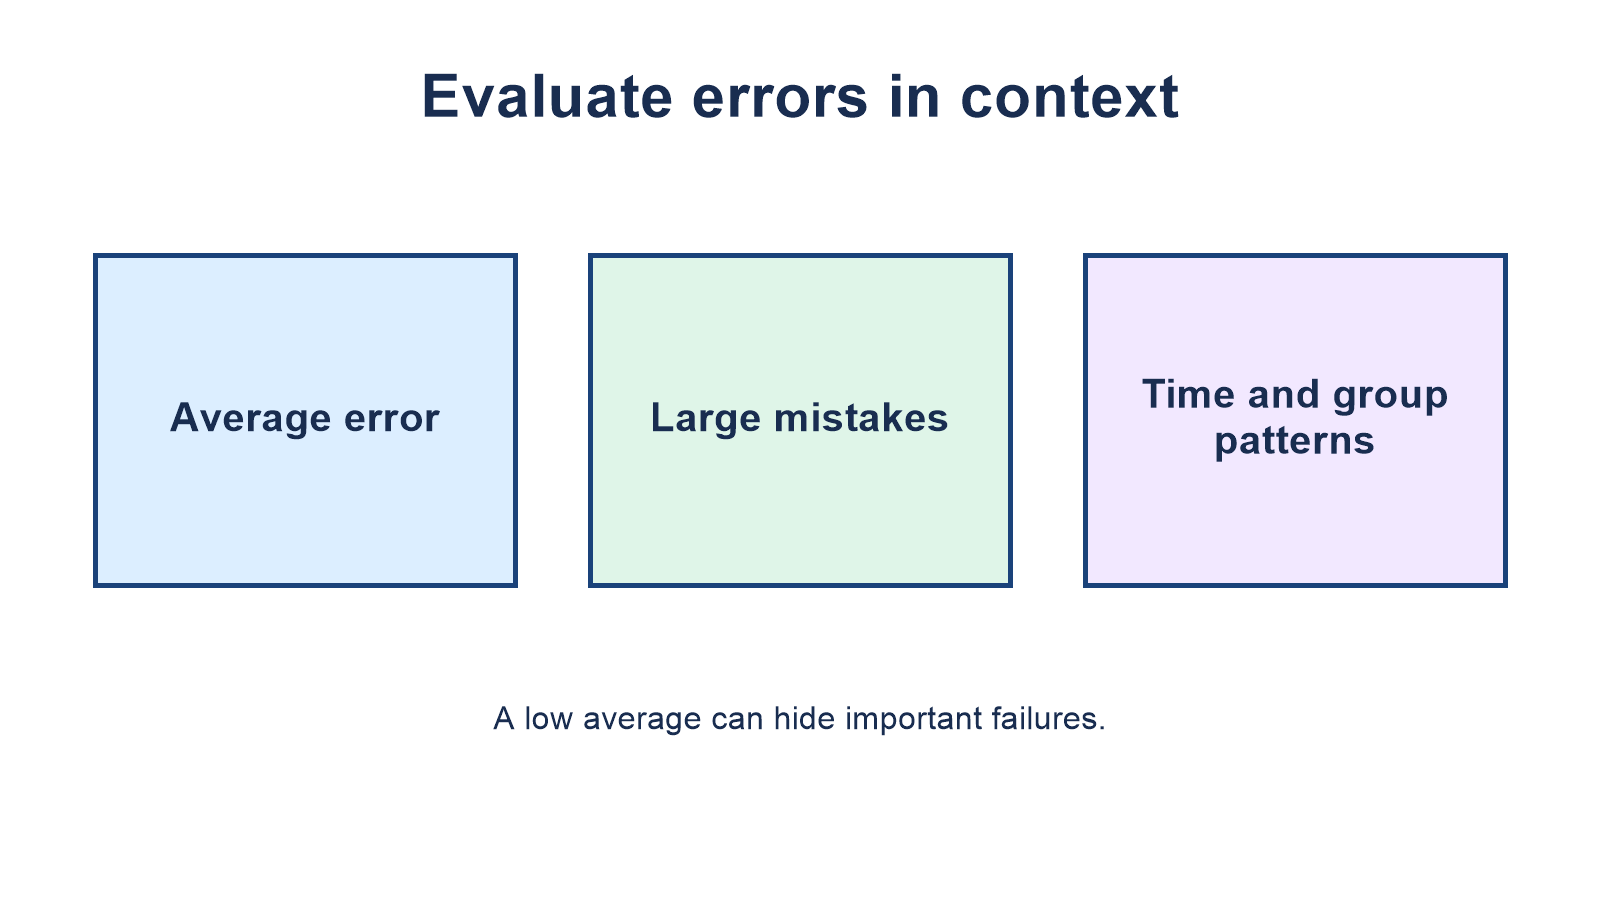 Evaluate errors in context
Average error
Large mistakes
Time and group
patterns
A low average can hide important failures.